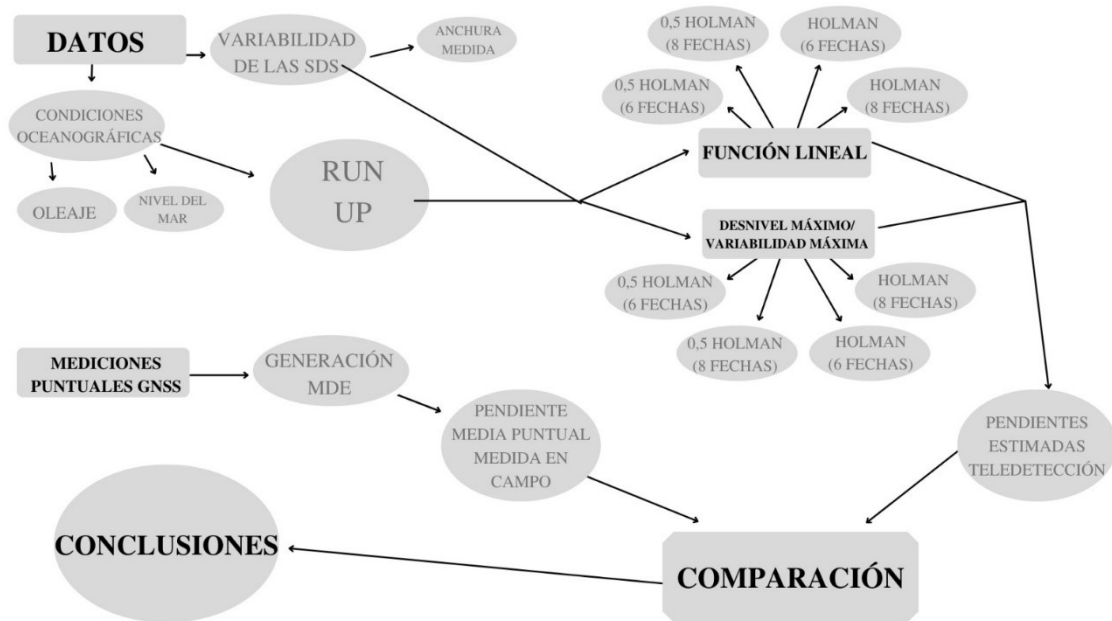 DATOS
VARIABILIDAD
DE LAS SDS
ANCHURA
MEDIDA
0,5 HOLMAN
(8 FECHAS)
HOLMAN
(6 FECHAS)
0,5 HOLMAN
(6 FECHAS)
HOLMAN
(8 FECHAS)
CONDICIONES
OCEANOGRÁFICAS
OLEAJE
NIVEL DEL
MAR
RUN
UP
FUNCIÓN LINEAL
DESNIVEL MÁXIMO/
VARIABILIDAD MÁXIMA
0,5 HOLMAN
(6 FECHAS)
HOLMAN
(8 FECHAS)
0,5 HOLMAN
(8 FECHAS)
HOLMAN
(6 FECHAS)
MEDICIONES
PUNTUALES GNSS
GENERACIÓN
MDE
PENDIENTE
MEDIA PUNTUAL
MEDIDA EN
CAMPO
PENDIENTES
ESTIMADAS
TELEDETECCIÓN
CONCLUSIONES
COMPARACIÓN